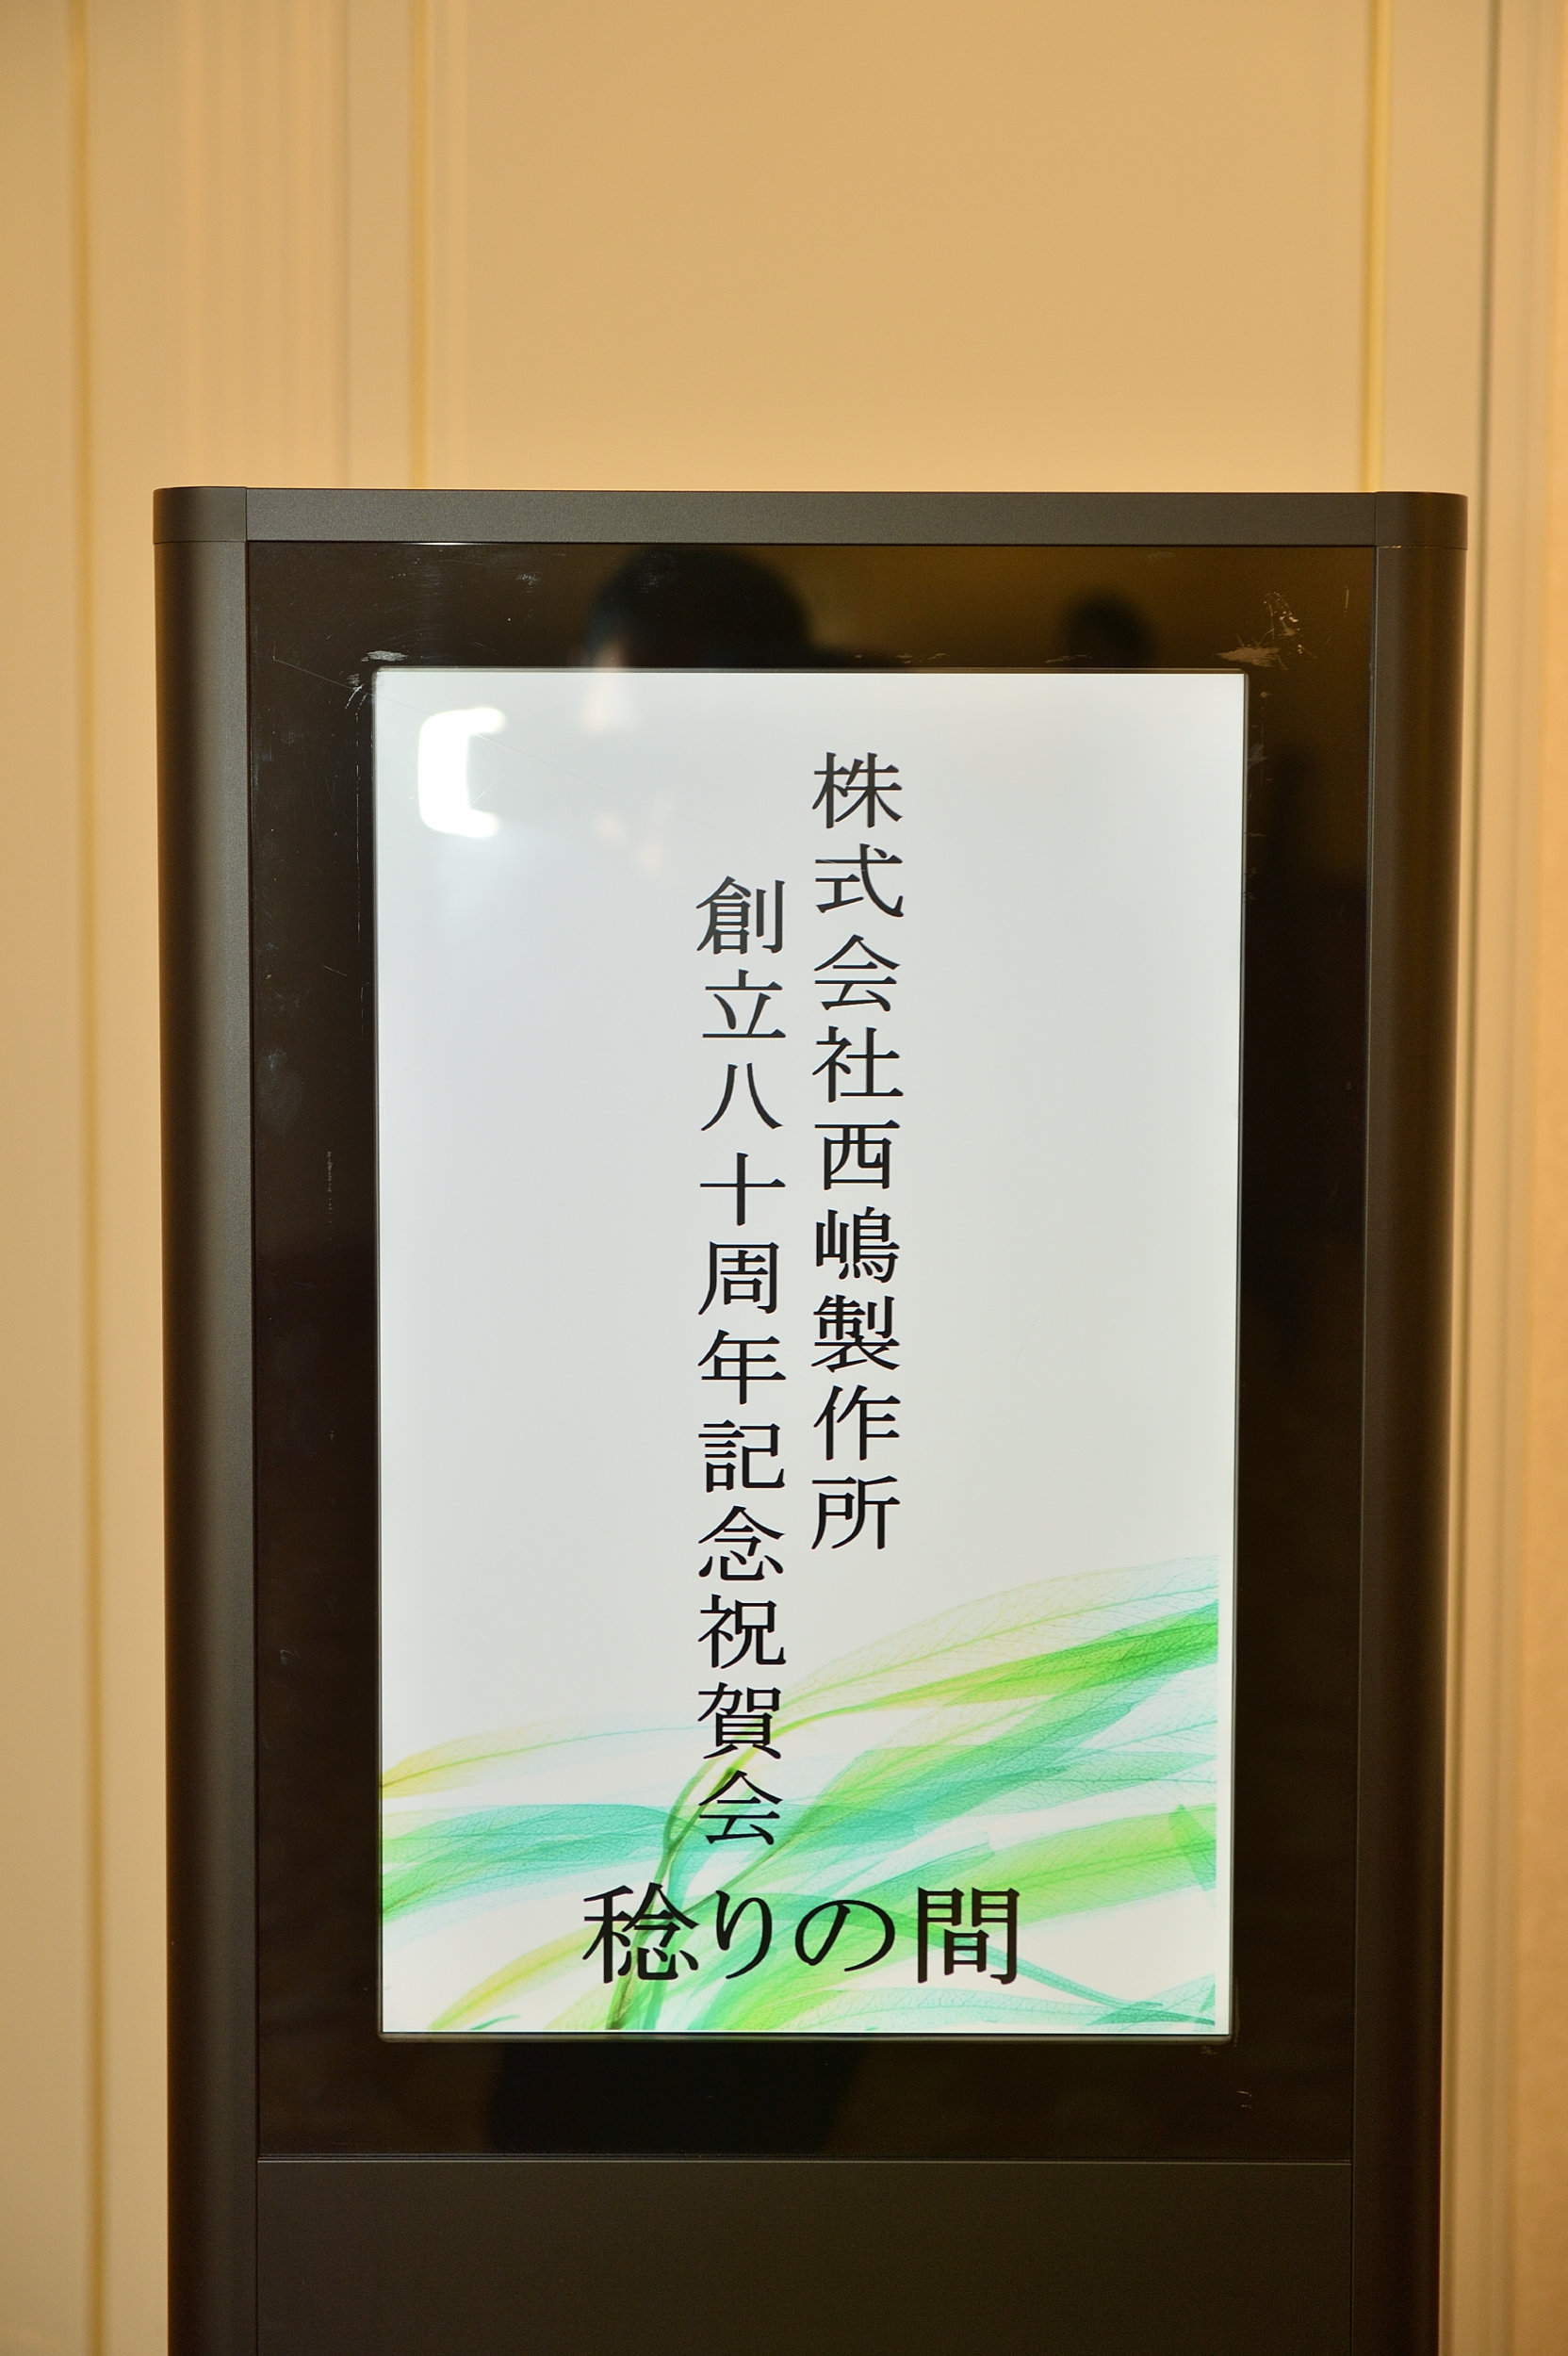 株式会社西嶋製作所
創立八十周年記念祝賀会
稔りの間